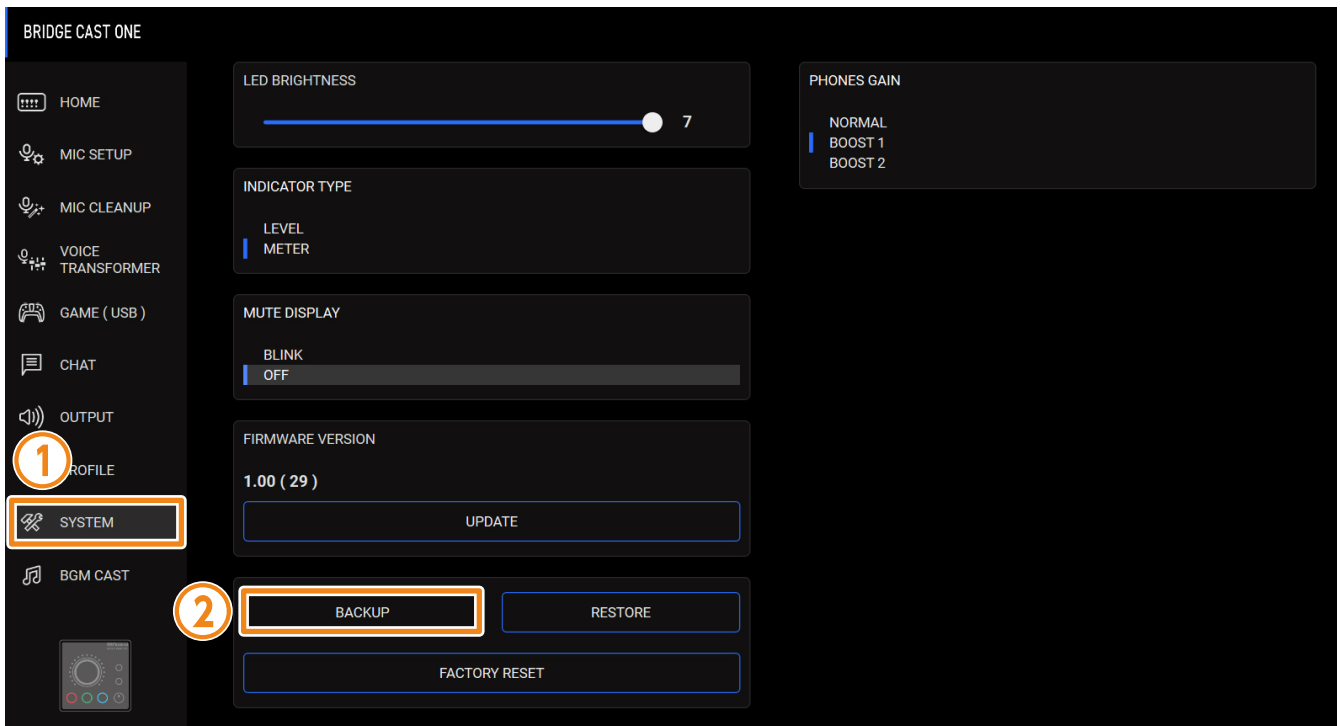 BRIDGE CAST ONE
HOME
MIC SETUP
MIC CLEANUP
VOICE
TRANSFORMER
GAME ( USB )
CHAT
OUTPUT
1
ROFILE
SYSTEM
BGM CAST
LED BRIGHTNESS
7
INDICATOR TYPE
LEVEL
METER
MUTE DISPLAY
BLINK
OFF
FIRMWARE VERSION
1.00 ( 29 )
UPDATE
2
BACKUP
RESTORE
FACTORY RESET
PHONES GAIN
NORMAL
BOOST 1
BOOST 2